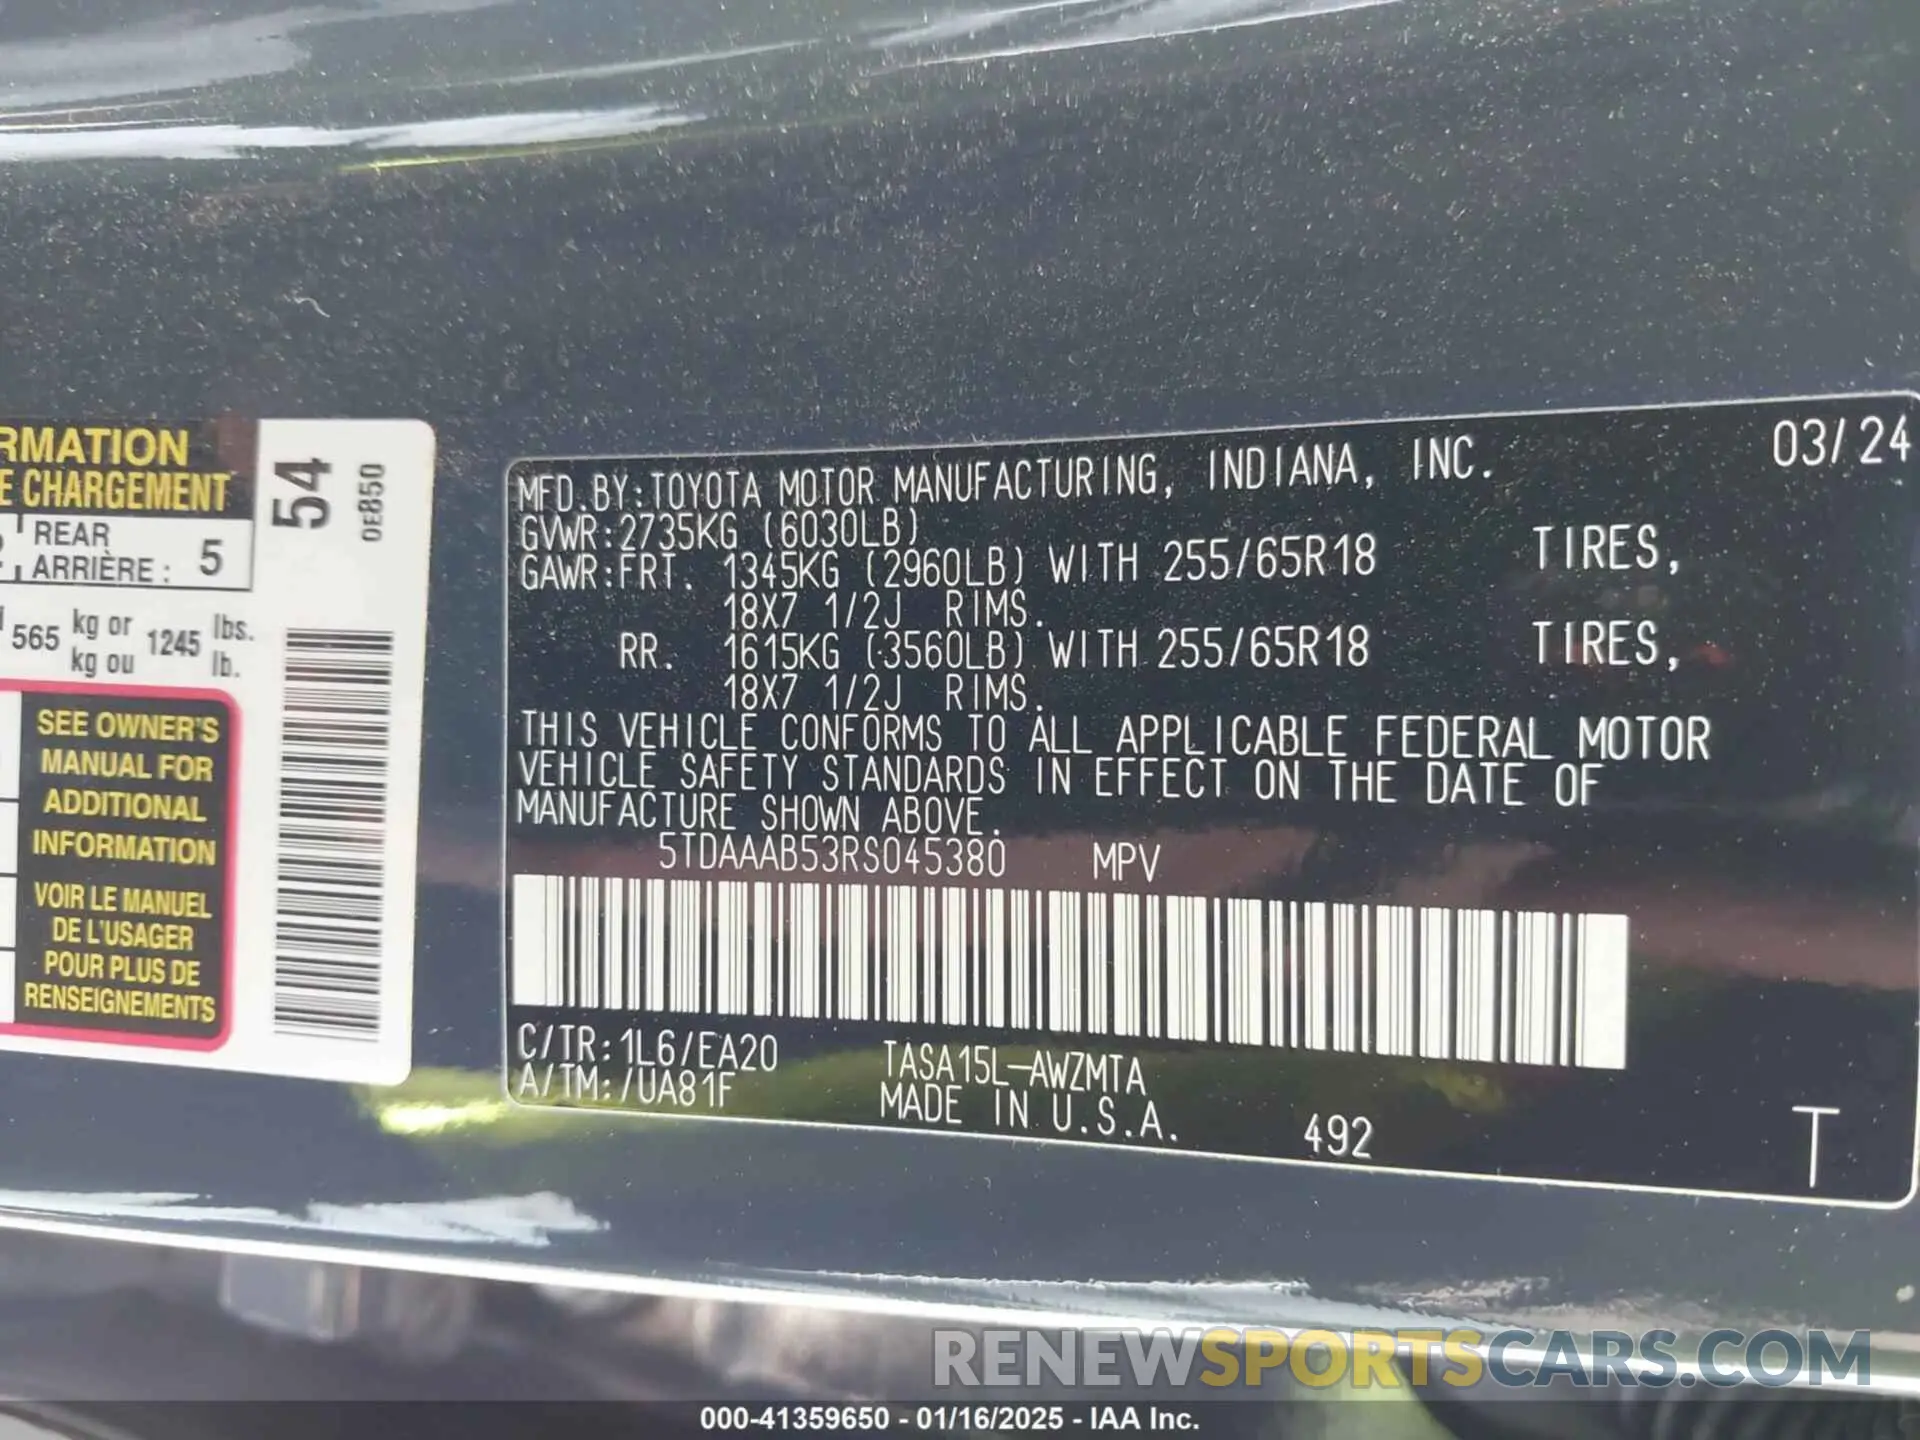 RMATION
E CHARGEMENT
REAR
ARRIÈRE : 5
565 kg or 1245 lbs.
kg ou lb.
SEE OWNER'S
MANUAL FOR
ADDITIONAL
INFORMATION
VOIR LE MANUEL
DE L'USAGER
POUR PLUS DE
RENSEIGNEMENTS
54
0E850
03/24
MFD.BY:TOYOTA MOTOR MANUFACTURING, INDIANA, INC.
GVWR:2735KG (6030LB)
GAWR:FRT. 1345KG (2960LB) WITH 255/65R18 TIRES,
18X7 1/2J RIMS.
RR. 1615KG (3560LB) WITH 255/65R18 TIRES,
18X7 1/2J RIMS.
THIS VEHICLE CONFORMS TO ALL APPLICABLE FEDERAL MOTOR
VEHICLE SAFETY STANDARDS IN EFFECT ON THE DATE OF
MANUFACTURE SHOWN ABOVE.
5TDAAAB53RS045380 MPV
C/TR:1L6/EA20 TASA15L-AWZMTA
A/TM:/UA81F MADE IN U.S.A. 492
T
RENEWSPORTSCARS.COM
000-41359650 - 01/16/2025 - IAA Inc.